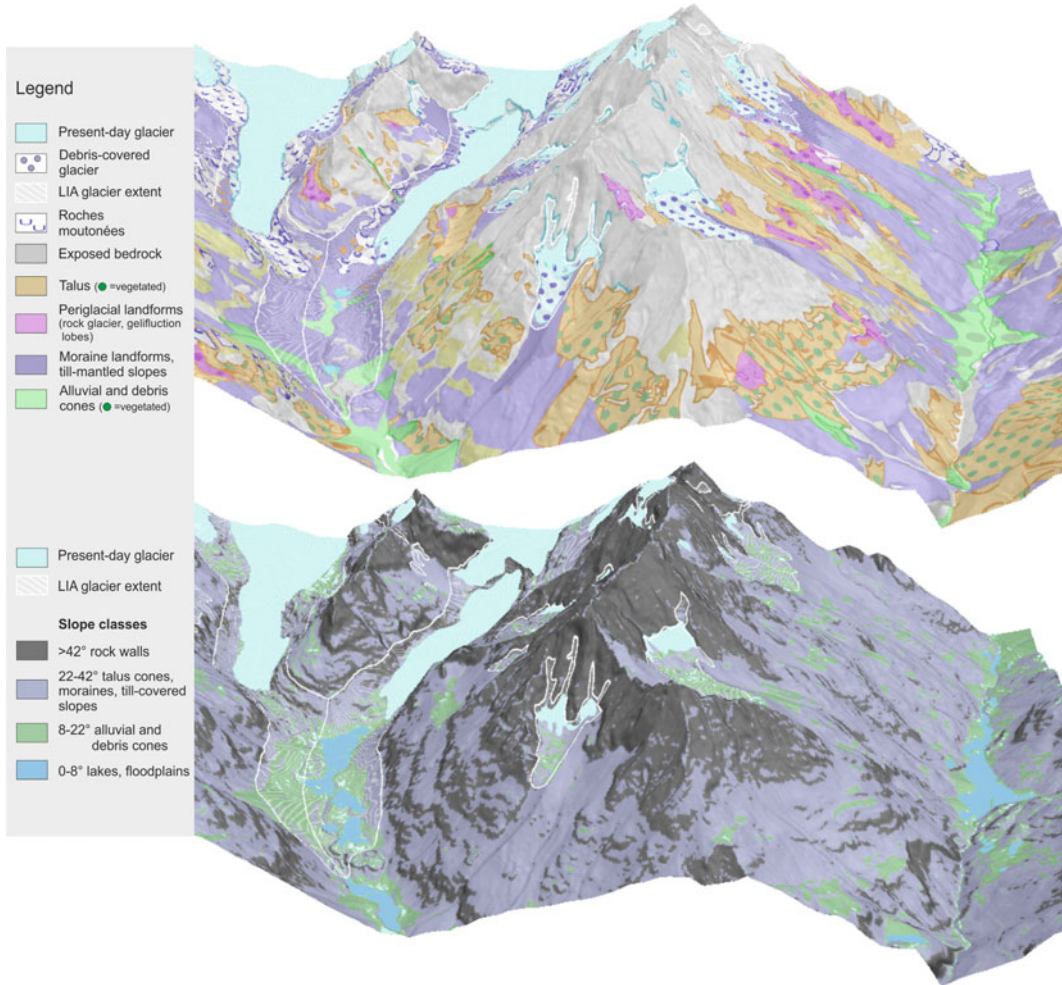 Legend
Present-day glacier
Debris-covered
glacier
LIA glacier extent
Roches
moutonées
Exposed bedrock
Talus (=vegetated)
Periglacial landforms
(rock glacier, gelifluction
lobes)
Moraine landforms,
till-mantled slopes
Alluvial and debris
cones (=vegetated)
Present-day glacier
LIA glacier extent
Slope classes
>42° rock walls
22-42° talus cones,
moraines, till-covered
slopes
8-22° alluvial and
debris cones
0-8° lakes, floodplains